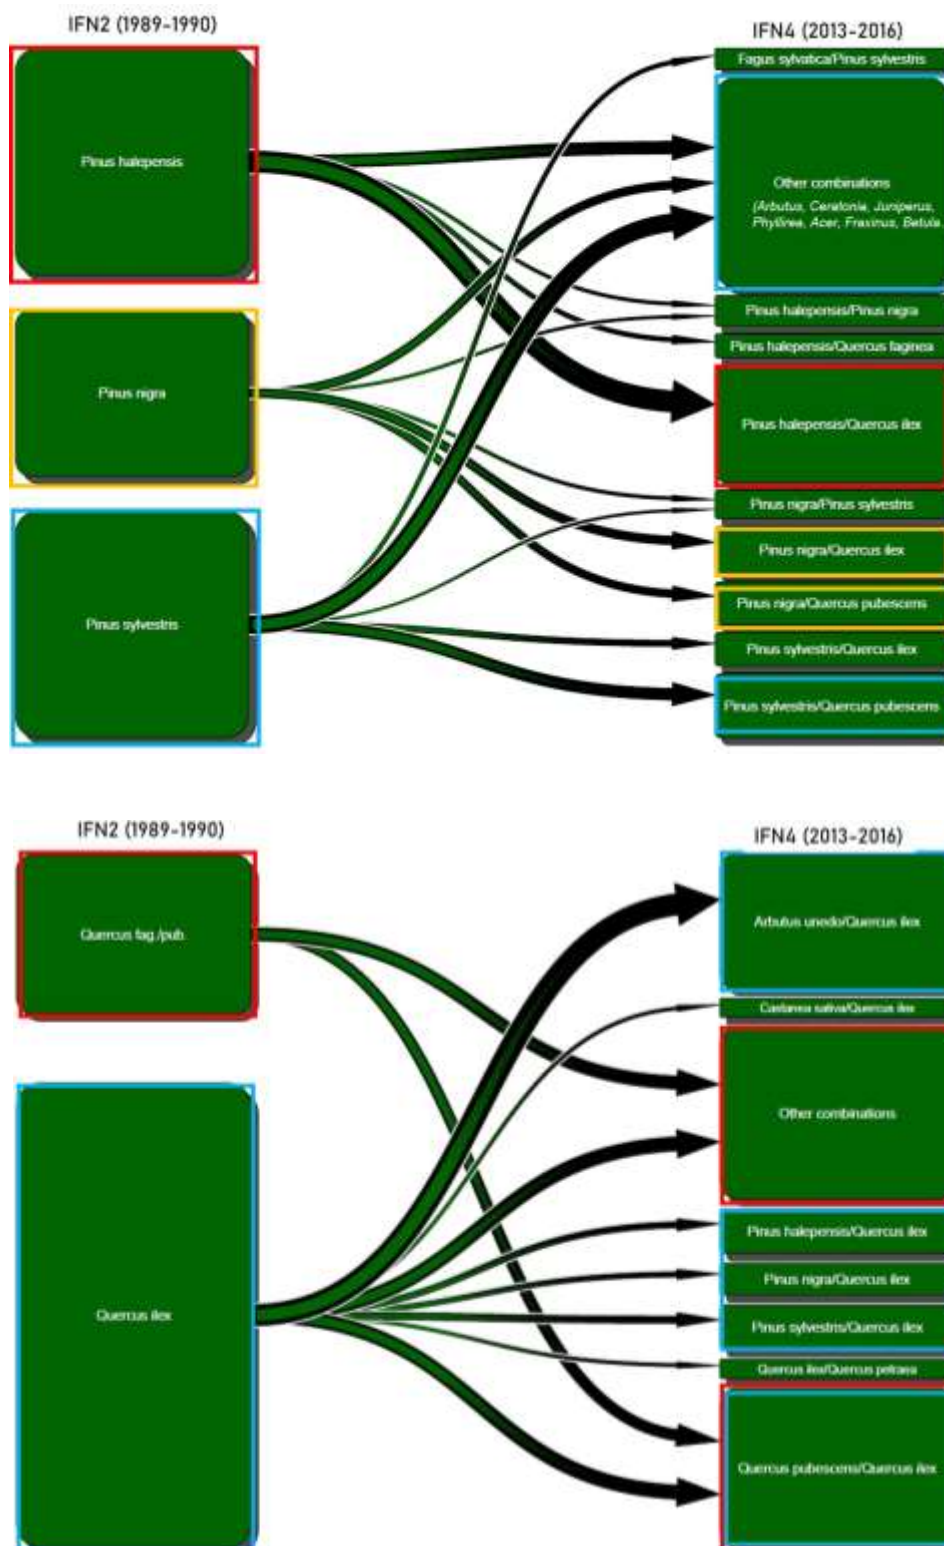 IFN2 (1989-1990)
IFN4 (2013-2016)
Pinus halepensis
Pinus nigra
Pinus sylvestris
Fagus sylvatica/Pinus sylvestris
Other combinations
(Arbutus, Ceratonia, Juniperus,
Phyllirea, Acer, Fraxinus, Betula
Pinus halepensis/Pinus nigra
Pinus halepensis/Quercus faginea
Pinus halepensis/Quercus ilex
Pinus nigra/Pinus sylvestris
Pinus nigra/Quercus ilex
Pinus nigra/Quercus pubescens
Pinus sylvestris/Quercus ilex
Pinus sylvestris/Quercus pubescens
IFN2 (1989-1990)
IFN4 (2013-2016)
Quercus fag./pub.
Quercus ilex
Arbutus unedo/Quercus ilex
Castanea sativa/Quercus ilex
Other combinations
Pinus halepensis/Quercus ilex
Pinus nigra/Quercus ilex
Pinus sylvestris/Quercus ilex
Quercus ilex/Quercus petraea
Quercus pubescens/Quercus ilex